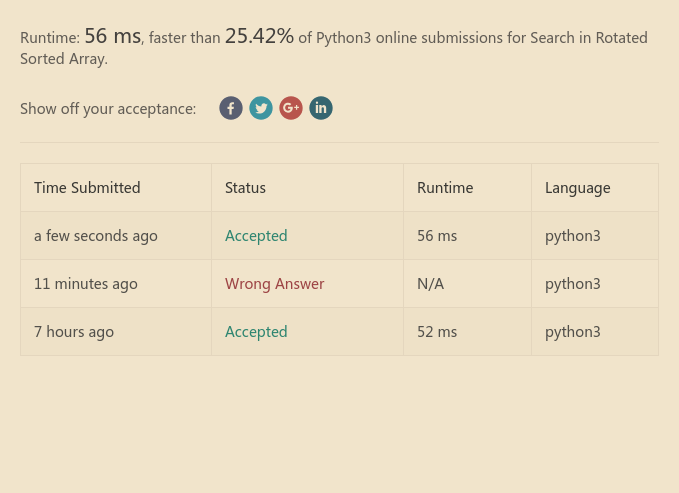 Runtime: 56 ms, faster than 25.42% of Python3 online submissions for Search in Rotated
Sorted Array.
Show off your acceptance: f G+ in
Time Submitted Status Runtime Language
a few seconds ago Accepted 56 ms python3
11 minutes ago Wrong Answer N/A python3
7 hours ago Accepted 52 ms python3